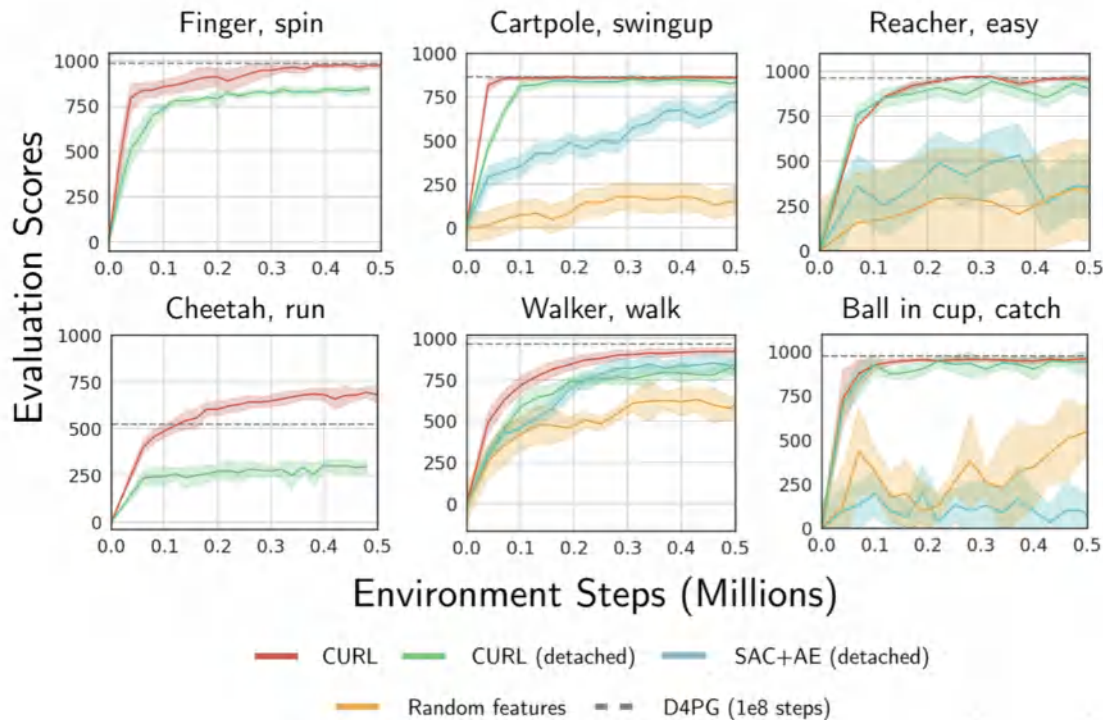 Finger, spin
Cartpole, swingup
Reacher, easy
1000
750
500
250
0
0.0 0.1 0.2 0.3 0.4 0.5
1000
750
500
250
0
0.0 0.1 0.2 0.3 0.4 0.5
1000
750
500
250
0
0.0 0.1 0.2 0.3 0.4 0.5
Evaluation Scores
Cheetah, run
Walker, walk
Ball in cup, catch
1000
750
500
250
0
0.0 0.1 0.2 0.3 0.4 0.5
1000
750
500
250
0
0.0 0.1 0.2 0.3 0.4 0.5
1000
750
500
250
0
0.0 0.1 0.2 0.3 0.4 0.5
Environment Steps (Millions)
CURL CURL (detached) SAC+AE (detached)
Random features D4PG (1e8 steps)